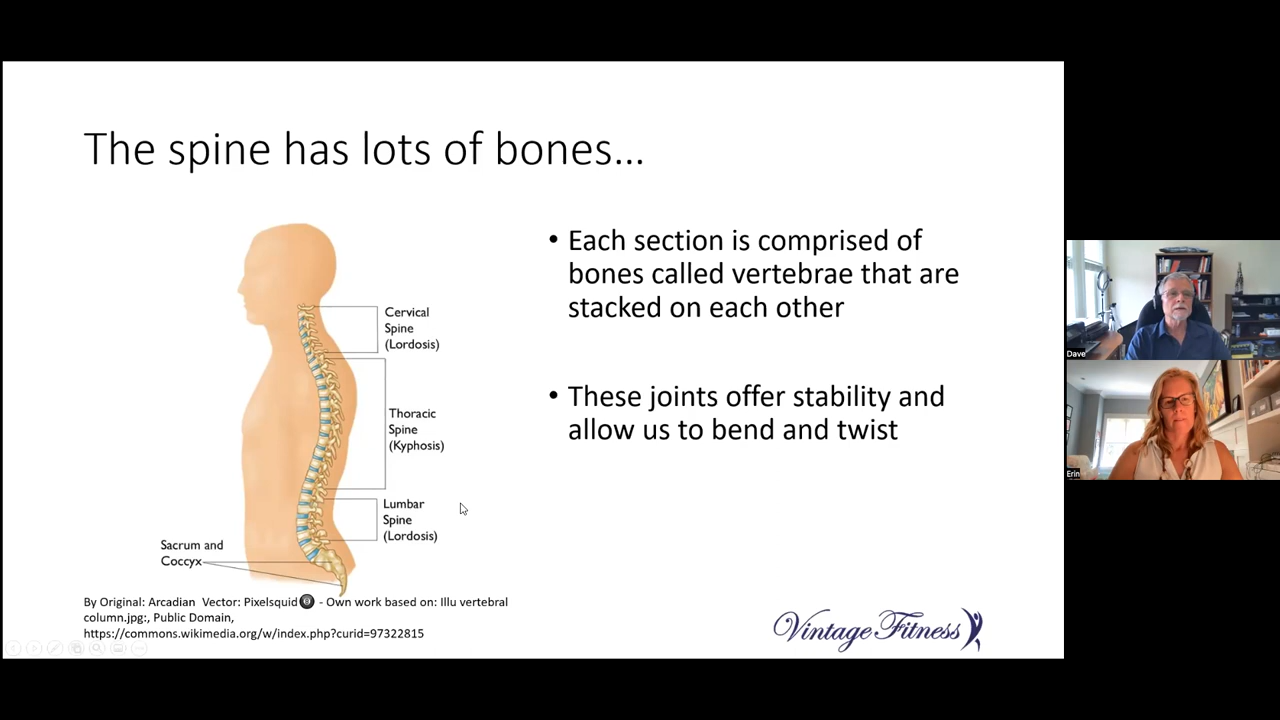 The spine has lots of bones...
Cervical
Spine
(Lordosis)
Thoracic
Spine
(Kyphosis)
Lumbar
Spine
(Lordosis)
Sacrum and
Coccyx
• Each section is comprised of
bones called vertebrae that are
stacked on each other
• These joints offer stability and
allow us to bend and twist
By Original: Arcadian Vector: Pixelsquid - Own work based on: Illu vertebral
column.jpg:, Public Domain,
https://commons.wikimedia.org/w/index.php?curid=97322815
Vintage Fitness
Dave
Erin